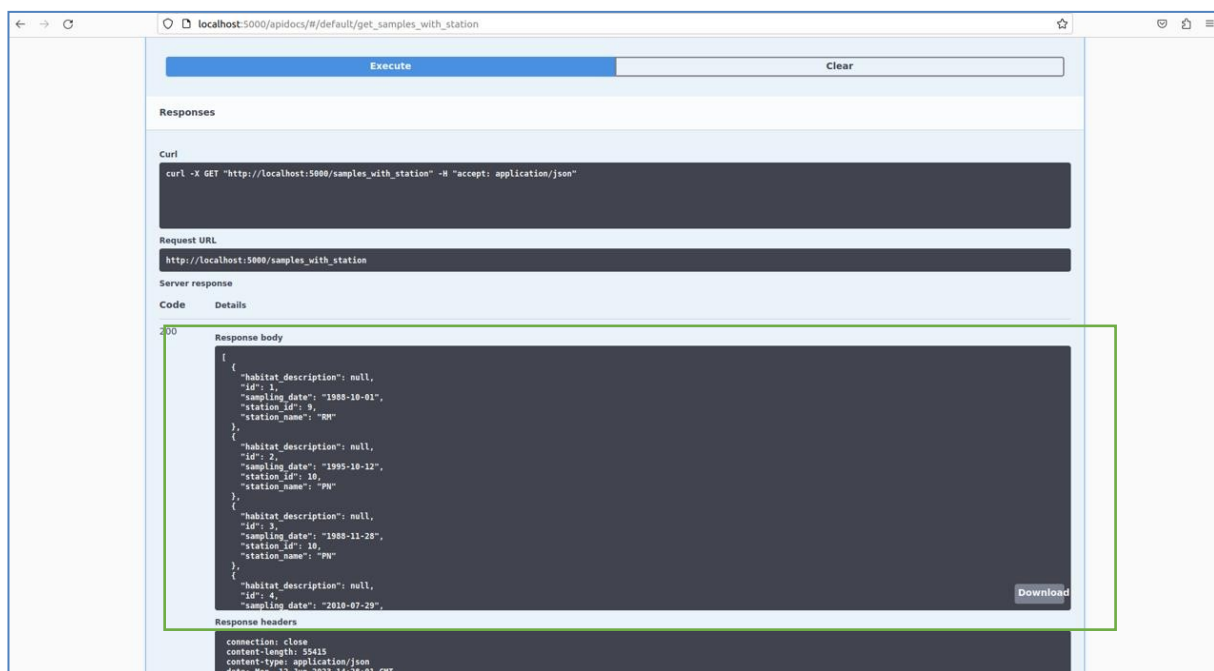 localhost:5000/apidocs/#/default/get_samples_with_station
Execute Clear
Responses
Curl
curl -X GET "http://localhost:5000/samples_with_station" -H "accept: application/json"
Request URL
http://localhost:5000/samples_with_station
Server response
Code Details
200
Response body
[
{
"habitat_description": null,
"id": 1,
"sampling_date": "1988-10-01",
"station_id": 9,
"station_name": "RM"
},
{
"habitat_description": null,
"id": 2,
"sampling_date": "1995-10-12",
"station_id": 10,
"station_name": "PN"
},
{
"habitat_description": null,
"id": 3,
"sampling_date": "1988-11-28",
"station_id": 10,
"station_name": "PN"
},
{
"habitat_description": null,
"id": 4,
"sampling_date": "2010-07-29",
Download
Response headers
connection: close
content-length: 55415
content-type: application/json